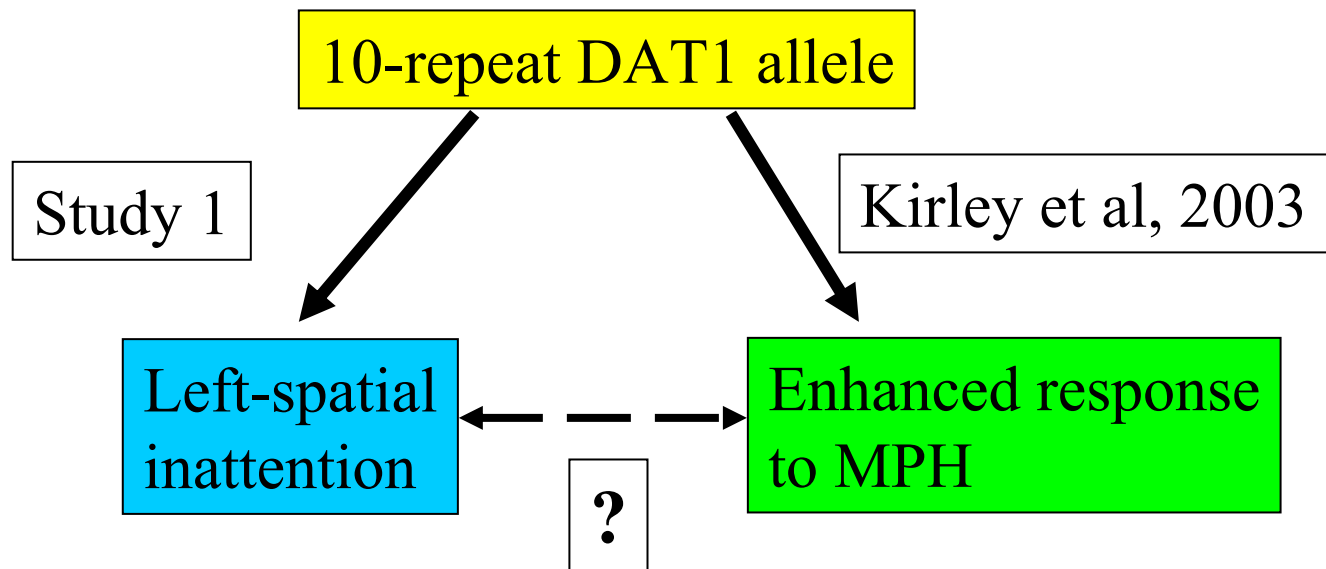 10-repeat DAT1 allele
Study 1
Kirley et al, 2003
Left-spatial
inattention
Enhanced response
to MPH
?